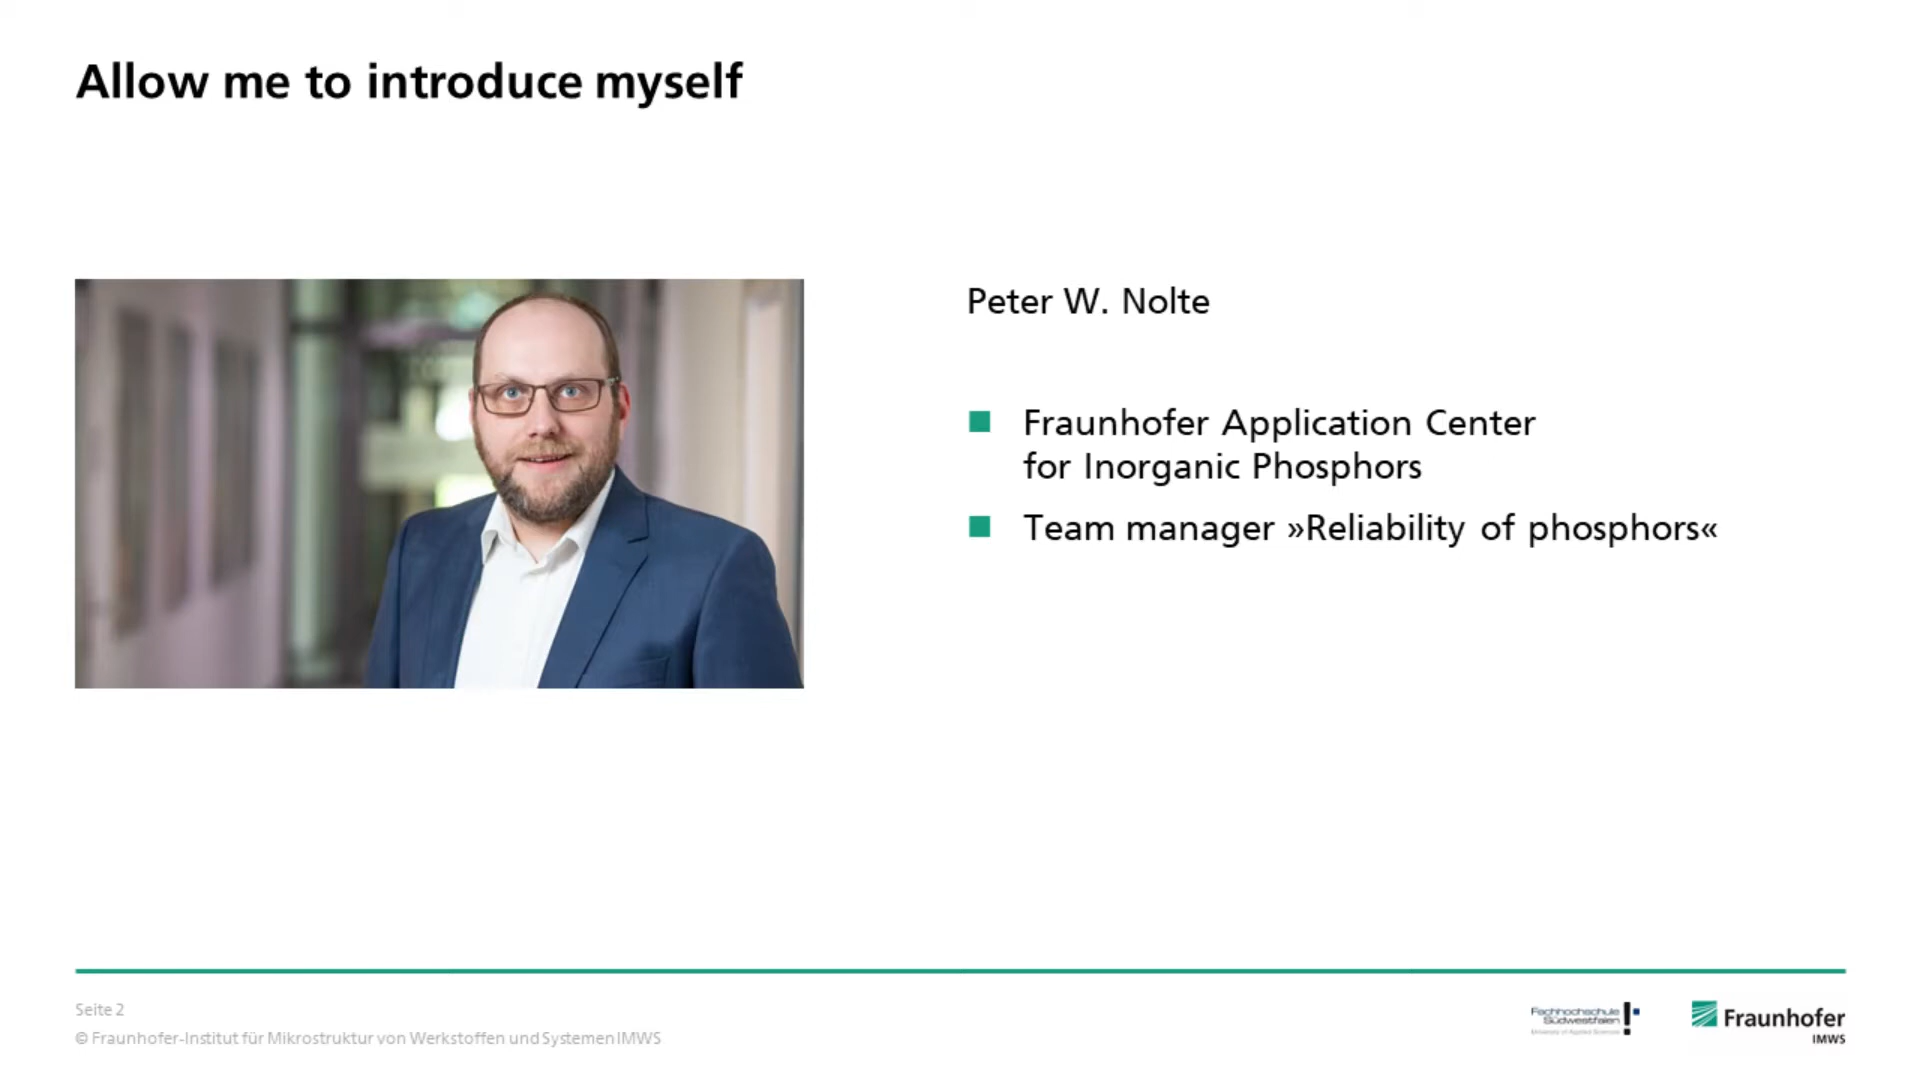 Allow me to introduce myself
Peter W. Nolte
Fraunhofer Application Center
for Inorganic Phosphors
Team manager »Reliability of phosphors«
Seite 2
© Fraunhofer-Institut für Mikrostruktur von Werkstoffen und Systemen IMWS
Fachhochschule
Südwestfalen
University of Applied Sciences
Fraunhofer
IMWS